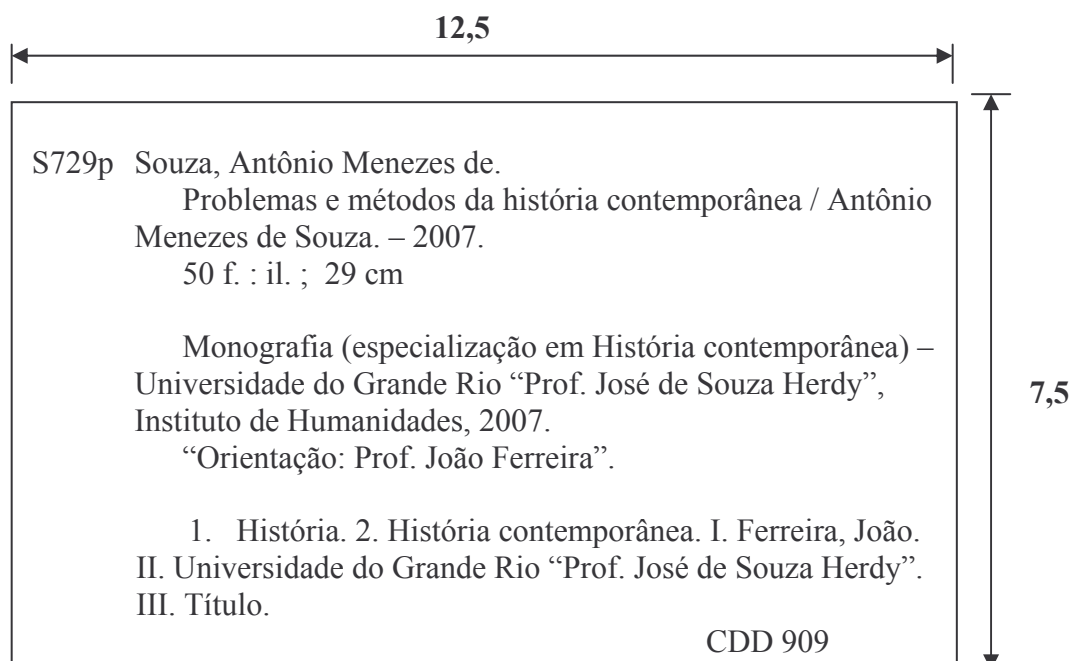 12,5
S729p Souza, Antônio Menezes de.
Problemas e métodos da história contemporânea / Antônio
Menezes de Souza. – 2007.
50 f. : il. ; 29 cm
Monografia (especialização em História contemporânea) –
Universidade do Grande Rio “Prof. José de Souza Herdy”,
Instituto de Humanidades, 2007.
“Orientação: Prof. João Ferreira”.
1. História. 2. História contemporânea. I. Ferreira, João.
II. Universidade do Grande Rio “Prof. José de Souza Herdy”.
III. Título.
CDD 909
7,5